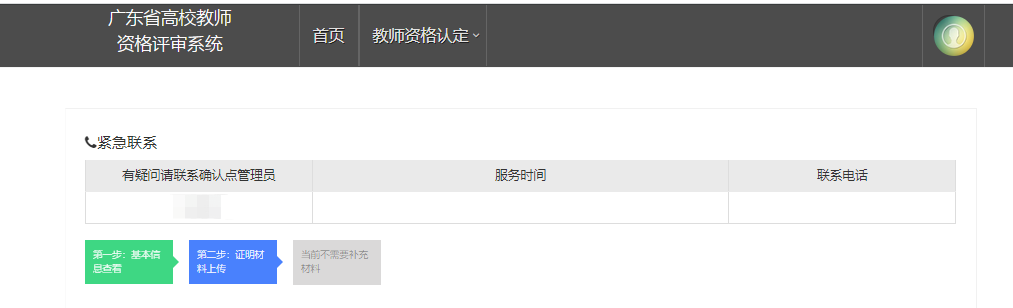 广东省高校教师
资格评审系统
首页
教师资格认定
紧急联系
有疑问请联系确认点管理员
服务时间
联系电话
第一步：基本信
息查看
第二步：证明材
料上传
当前不需要补充
材料